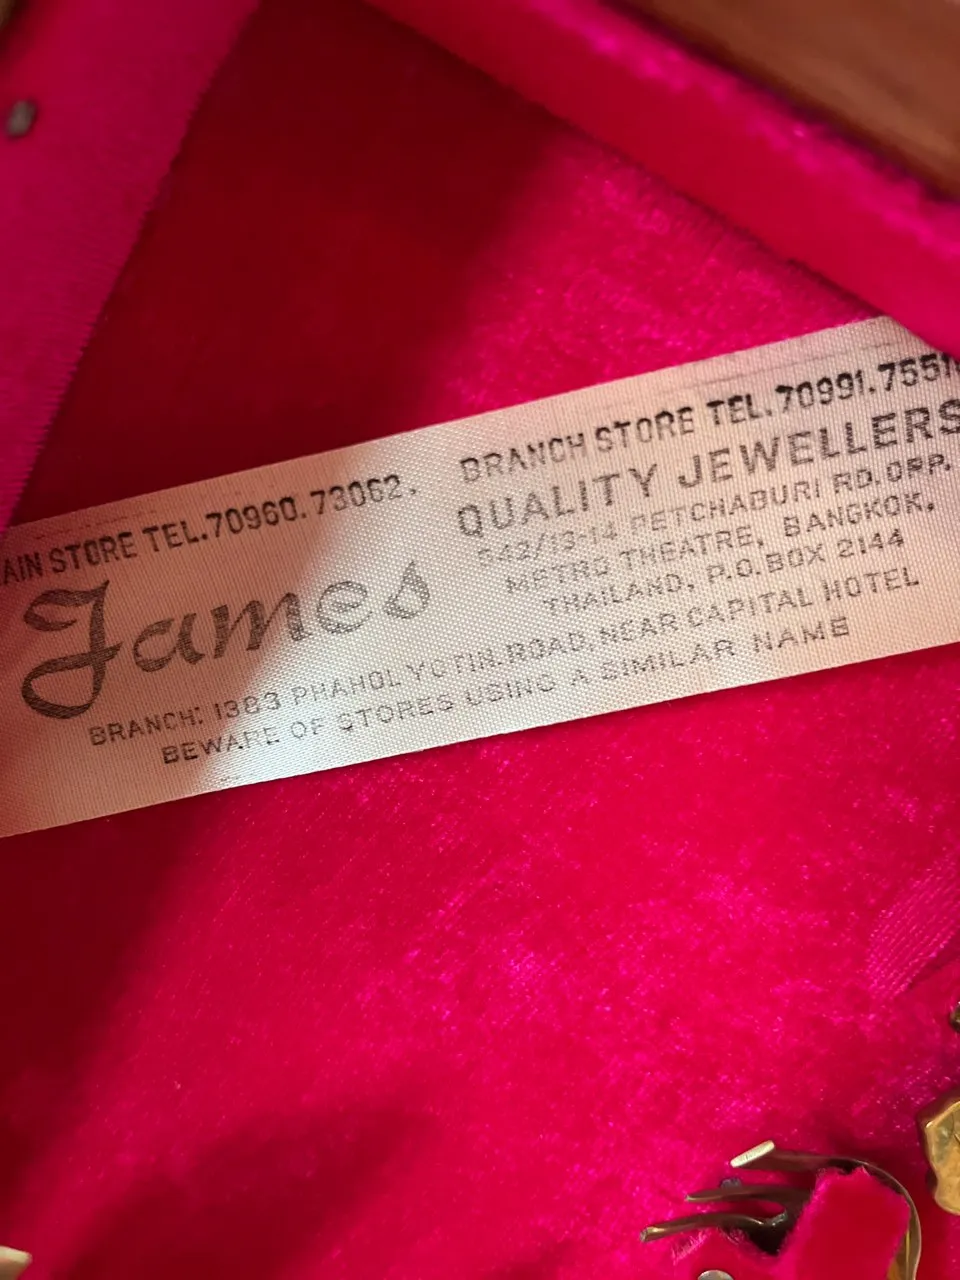 AIN STORE TEL.70960.73062. BRANCH STORE TEL.70991.7551
James
QUALITY JEWELLERS
642/13-14 PETCHABURI RD. OPP.
METRO THEATRE, BANGKOK,
THAILAND, P.O.BOX 2144
BRANCH: 1383 PHAHOL YOTIN.ROAD, NEAR CAPITAL HOTEL
BEWARE OF STORES USING A SIMILAR NAME